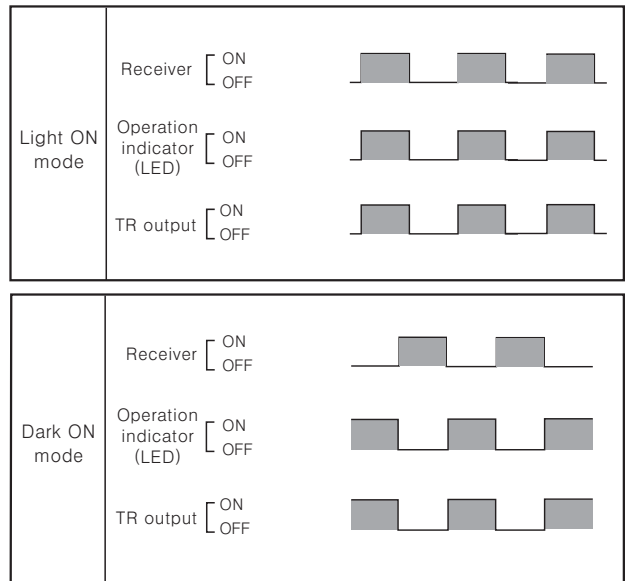 Light ON
mode
Receiver ON
OFF
Operation
indicator
(LED) ON
OFF
TR output ON
OFF
Dark ON
mode
Receiver ON
OFF
Operation
indicator
(LED) ON
OFF
TR output ON
OFF